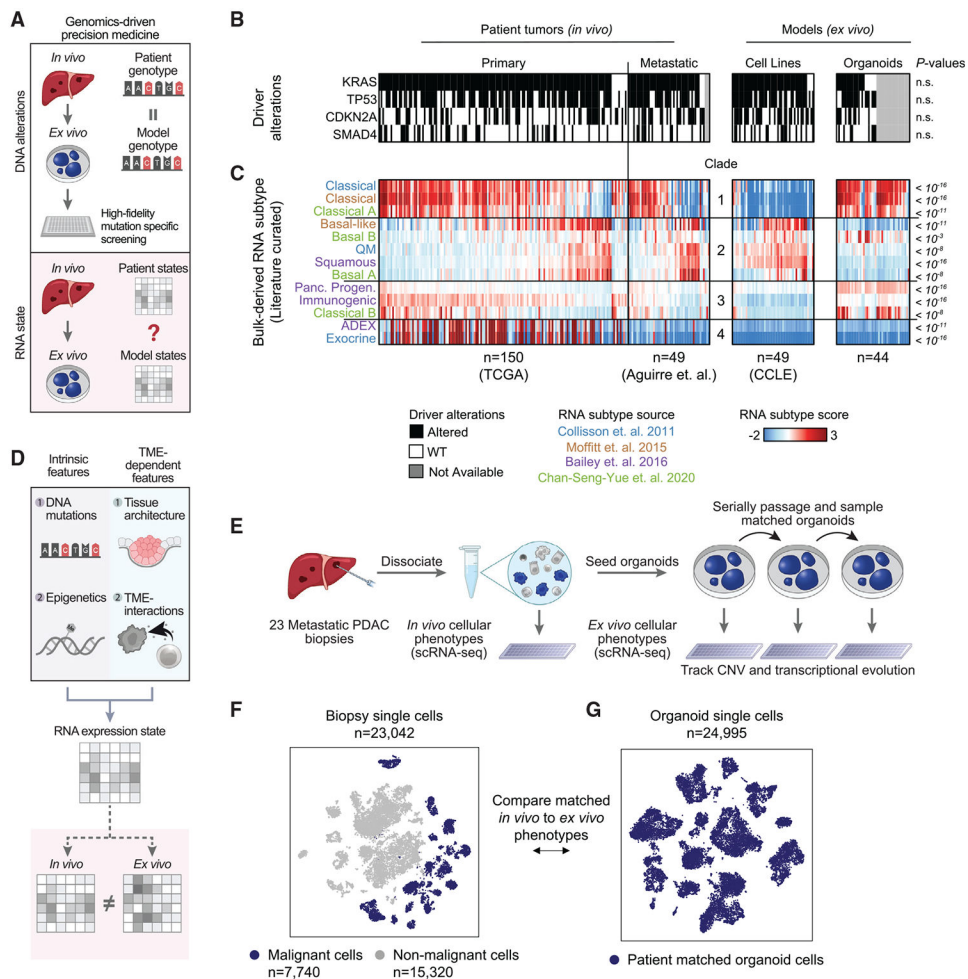 A
Genomics-driven
precision medicine
DNA alterations
In vivo
Patient
genotype
A A C T G C
Ex vivo
Model
genotype
A A C T G C
High-fidelity
mutation specific
screening
RNA state
In vivo
Patient states
?
Ex vivo
Model states
B
Patient tumors (in vivo)
Models (ex vivo)
Primary
Metastatic
Cell Lines
Organoids
P-values
Driver
alterations
KRAS
n.s.
TP53
n.s.
CDKN2A
n.s.
SMAD4
n.s.
C
Clade
Bulk-derived RNA subtype
(Literature curated)
Classical
< 10-16
Classical
1
< 10-16
Classical A
< 10-11
Basal-like
< 10-11
Basal B
< 10-3
QM
2
< 10-8
Squamous
< 10-16
Basal A
< 10-8
Panc. Progen.
< 10-16
Immunogenic
3
< 10-16
Classical B
< 10-8
ADEX
< 10-11
Exocrine
4
< 10-16
n=150
(TCGA)
n=49
(Aguirre et. al.)
n=49
(CCLE)
n=44
Driver alterations
Altered
WT
Not Available
RNA subtype source
Collisson et. al. 2011
Moffitt et. al. 2015
Bailey et. al. 2016
Chan-Seng-Yue et. al. 2020
RNA subtype score
-2
3
D
Intrinsic
features
TME-
dependent
features
1 DNA
mutations
A A C T G C
1 Tissue
architecture
2 Epigenetics
2 TME-
interactions
RNA expression state
In vivo
Ex vivo
≠
E
23 Metastatic PDAC
biopsies
Dissociate
In vivo cellular
phenotypes
(scRNA-seq)
Seed organoids
Ex vivo cellular
phenotypes
(scRNA-seq)
Serially passage and sample
matched organoids
Track CNV and transcriptional evolution
F
Biopsy single cells
n=23,042
Malignant cells
n=7,740
Non-malignant cells
n=15,320
Compare matched
in vivo to ex vivo
phenotypes
G
Organoid single cells
n=24,995
Patient matched organoid cells